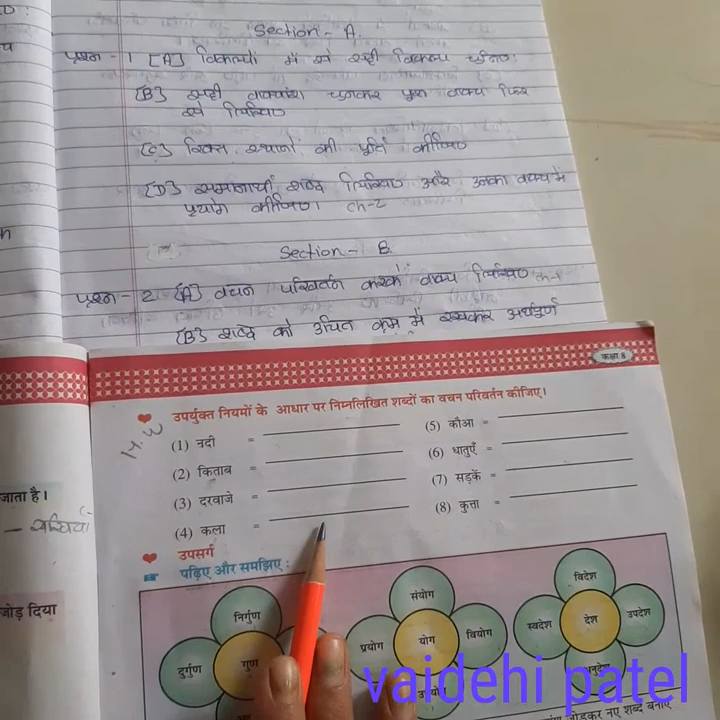 Section - A.
प्रश्न - 1 [A] विकल्पों में से सही विकल्प चुनिए:
[B] सही वाक्यांश चुनकर पूरा वाक्य फिर
से लिखिए
[C] रिक्त स्थानों की पूर्ति कीजिए
[D] समानार्थी शब्द लिखिए और उनका वाक्य में
प्रयोग कीजिए। ch-2
Section - B
प्रश्न - 2 [A] वचन परिवर्तन करके वाक्य लिखिए ch-1
[B] शब्द को उचित क्रम में रखकर अर्थपूर्ण
कक्षा 8
उपर्युक्त नियमों के आधार पर निम्नलिखित शब्दों का वचन परिवर्तन कीजिए।
H.W
(1) नदी =
(2) किताब =
(3) दरवाजे =
(4) कला =
(5) कौआ =
(6) धातुएँ =
(7) सड़कें =
(8) कुत्ता =
जाता है।
जोड़ दिया
उपसर्ग
पढ़िए और समझिए :
निर्गुण
दुर्गुण
गुण
संयोग
प्रयोग
योग
वियोग
विदेश
स्वदेश
देश
उपदेश
vaidehi patel
जोड़कर नए शब्द बनाए